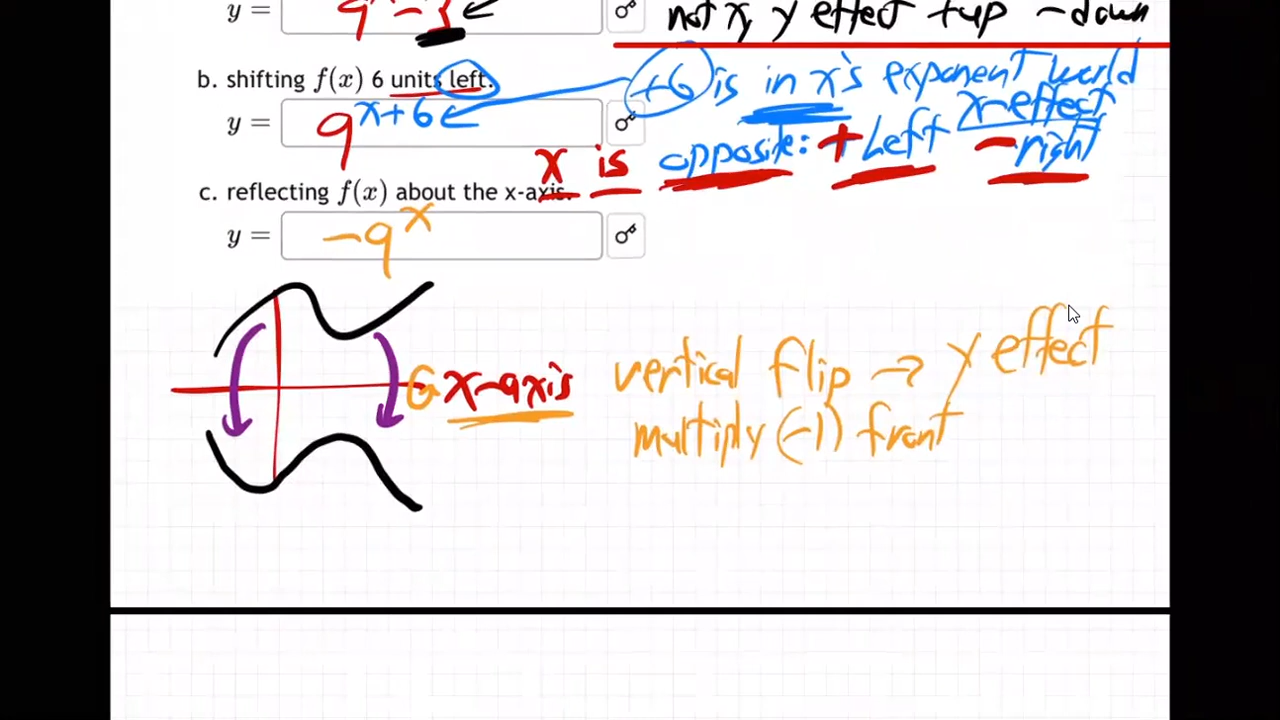 y = 9^x - 3 not x, y effect + up - down
b. shifting f(x) 6 units left. +6 is in x's exponent world
x-effect
y = 9^x+6 opposite: + Left - right
x is
c. reflecting f(x) about the x-axis.
y = -9^x
vertical flip → y effect
x-axis
multiply (-1) front